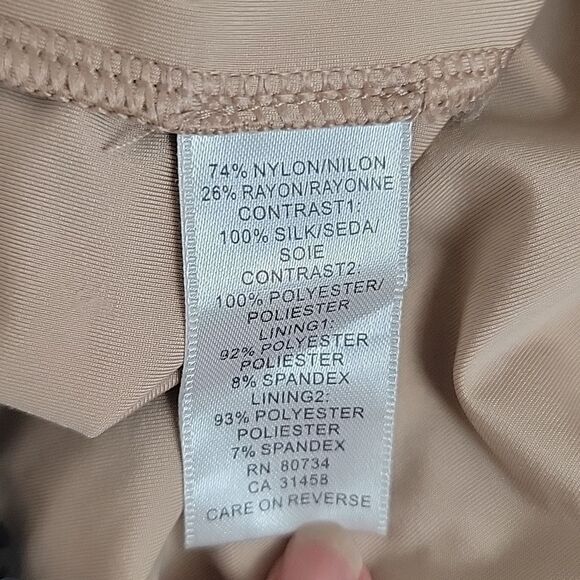 74% NYLON/NILON
26% RAYON/RAYONNE
CONTRAST1:
100% SILK/SEDA/
SOIE
CONTRAST2:
100% POLYESTER/
POLIESTER
LINING1:
92% POLYESTER
POLIESTER
8% SPANDEX
LINING2:
93% POLYESTER
POLIESTER
7% SPANDEX
RN 80734
CA 31458
CARE ON REVERSE